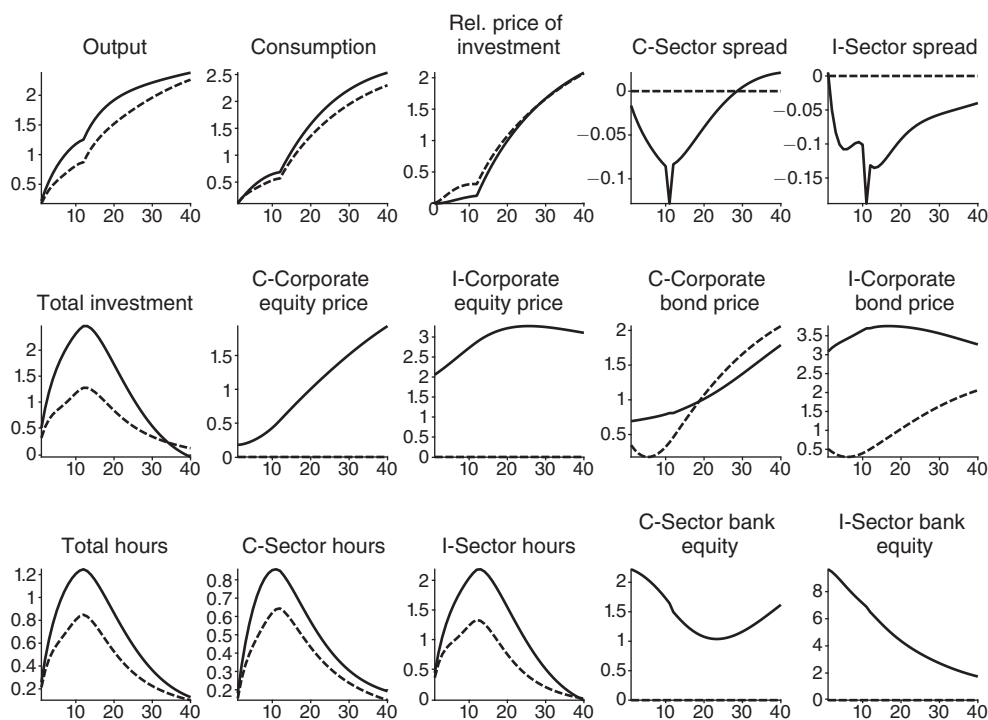 Output
Consumption
Rel. price of
investment
C-Sector spread
I-Sector spread
2
1.5
1
0.5
10 20 30 40
2.5
2
1.5
1
0.5
10 20 30 40
2
1.5
1
0.5
0
10 20 30 40
0
−0.05
−0.1
10 20 30 40
0
−0.05
−0.1
−0.15
10 20 30 40
Total investment
C-Corporate
equity price
I-Corporate
equity price
C-Corporate
bond price
I-Corporate
bond price
2
1.5
1
0.5
0
10 20 30 40
1.5
1
0.5
0
10 20 30 40
3
2.5
2
1.5
1
0.5
0
10 20 30 40
2
1.5
1
0.5
10 20 30 40
3.5
3
2.5
2
1.5
1
0.5
10 20 30 40
Total hours
C-Sector hours
I-Sector hours
C-Sector bank
equity
I-Sector bank
equity
1.2
1
0.8
0.6
0.4
0.2
10 20 30 40
0.8
0.7
0.6
0.5
0.4
0.3
0.2
10 20 30 40
2
1.5
1
0.5
0
10 20 30 40
2
1.5
1
0.5
0
10 20 30 40
8
6
4
2
0
10 20 30 40